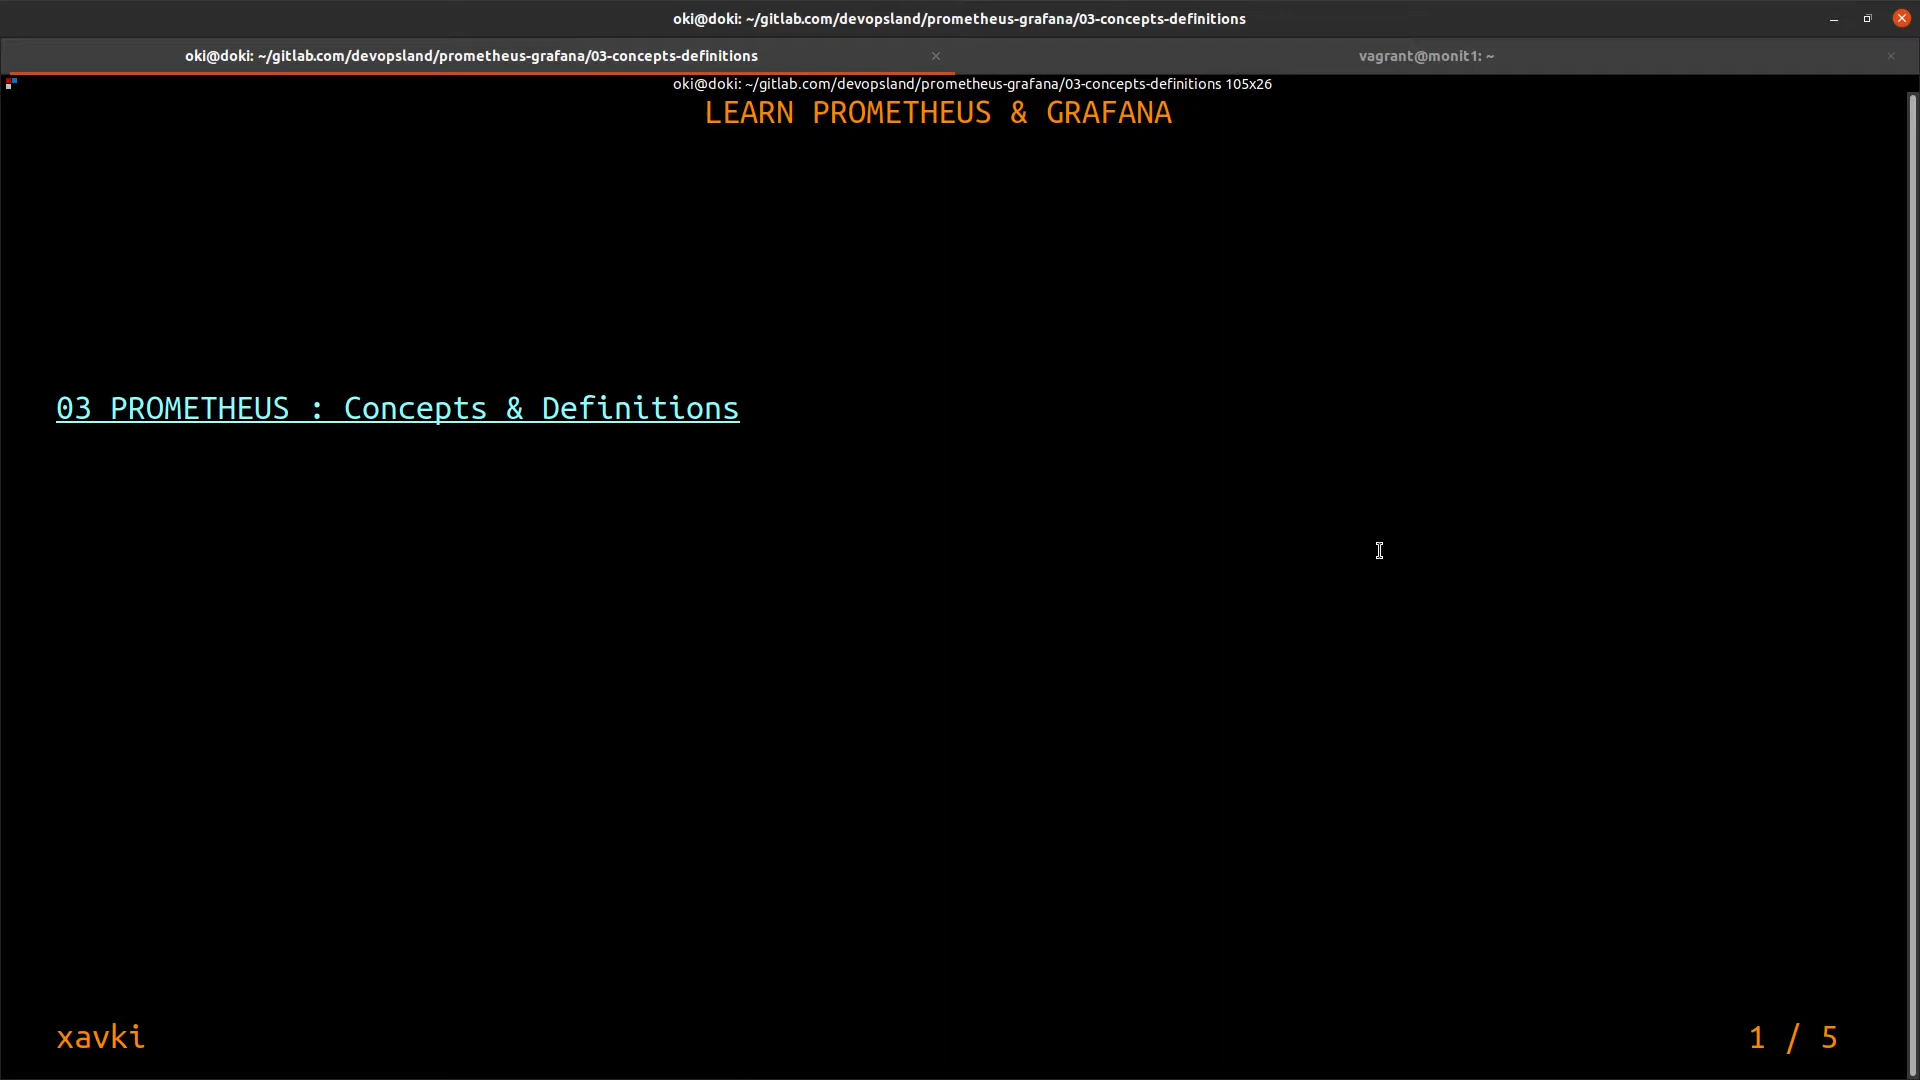 oki@doki: ~/gitlab.com/devopsland/prometheus-grafana/03-concepts-definitions
oki@doki: ~/gitlab.com/devopsland/prometheus-grafana/03-concepts-definitions
vagrant@monit1: ~
oki@doki: ~/gitlab.com/devopsland/prometheus-grafana/03-concepts-definitions 105x26
LEARN PROMETHEUS & GRAFANA
03 PROMETHEUS : Concepts & Definitions
xavki
1 / 5